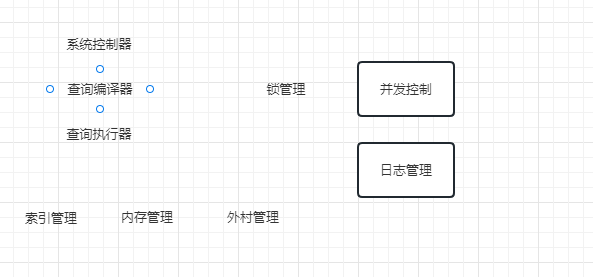 系统控制器
查询编译器
锁管理
并发控制
查询执行器
日志管理
索引管理
内存管理
外村管理